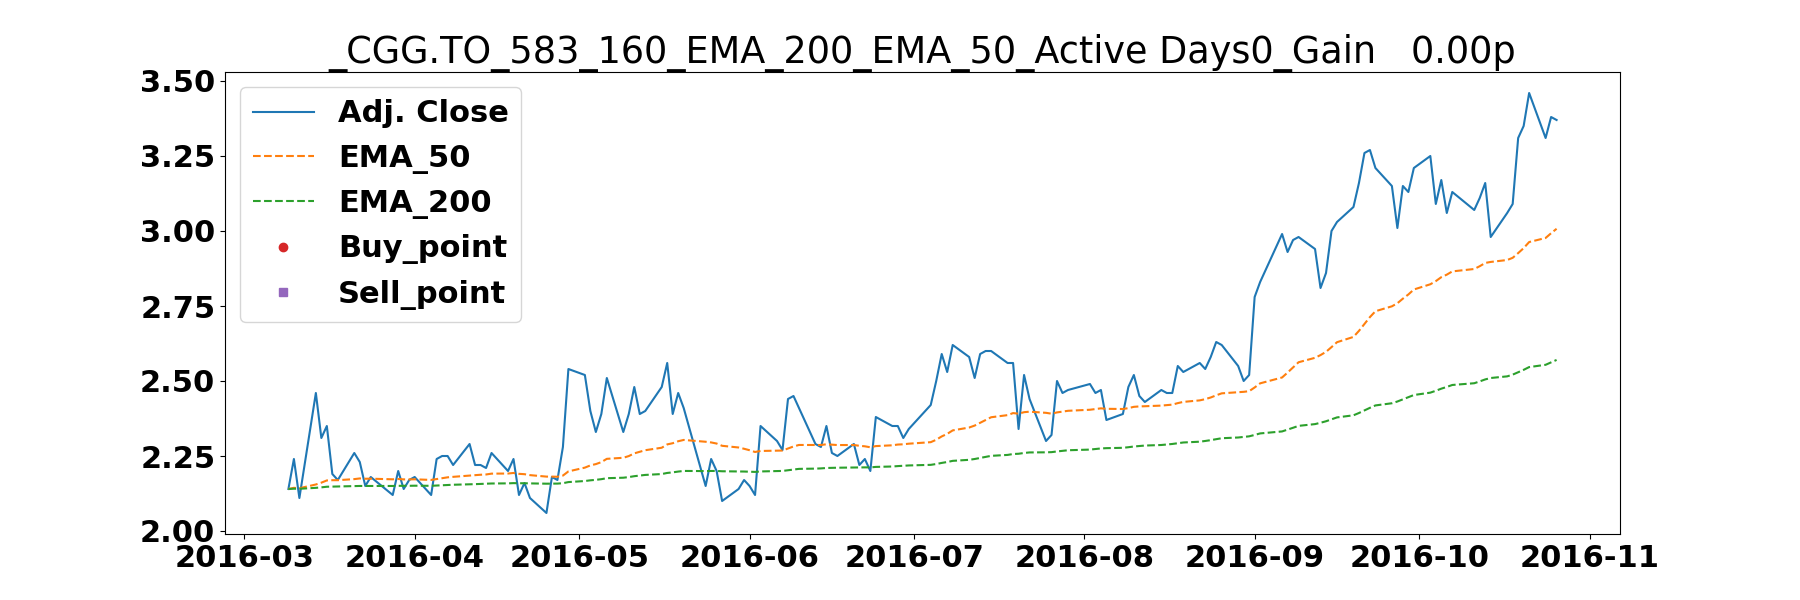 _CGG.TO_583_160_EMA_200_EMA_50_Active Days0_Gain   0.00p
3.50
3.25
3.00
2.75
2.50
2.25
2.00
Adj. Close
EMA_50
EMA_200
Buy_point
Sell_point
2016-03 2016-04 2016-05 2016-06 2016-07 2016-08 2016-09 2016-10 2016-11